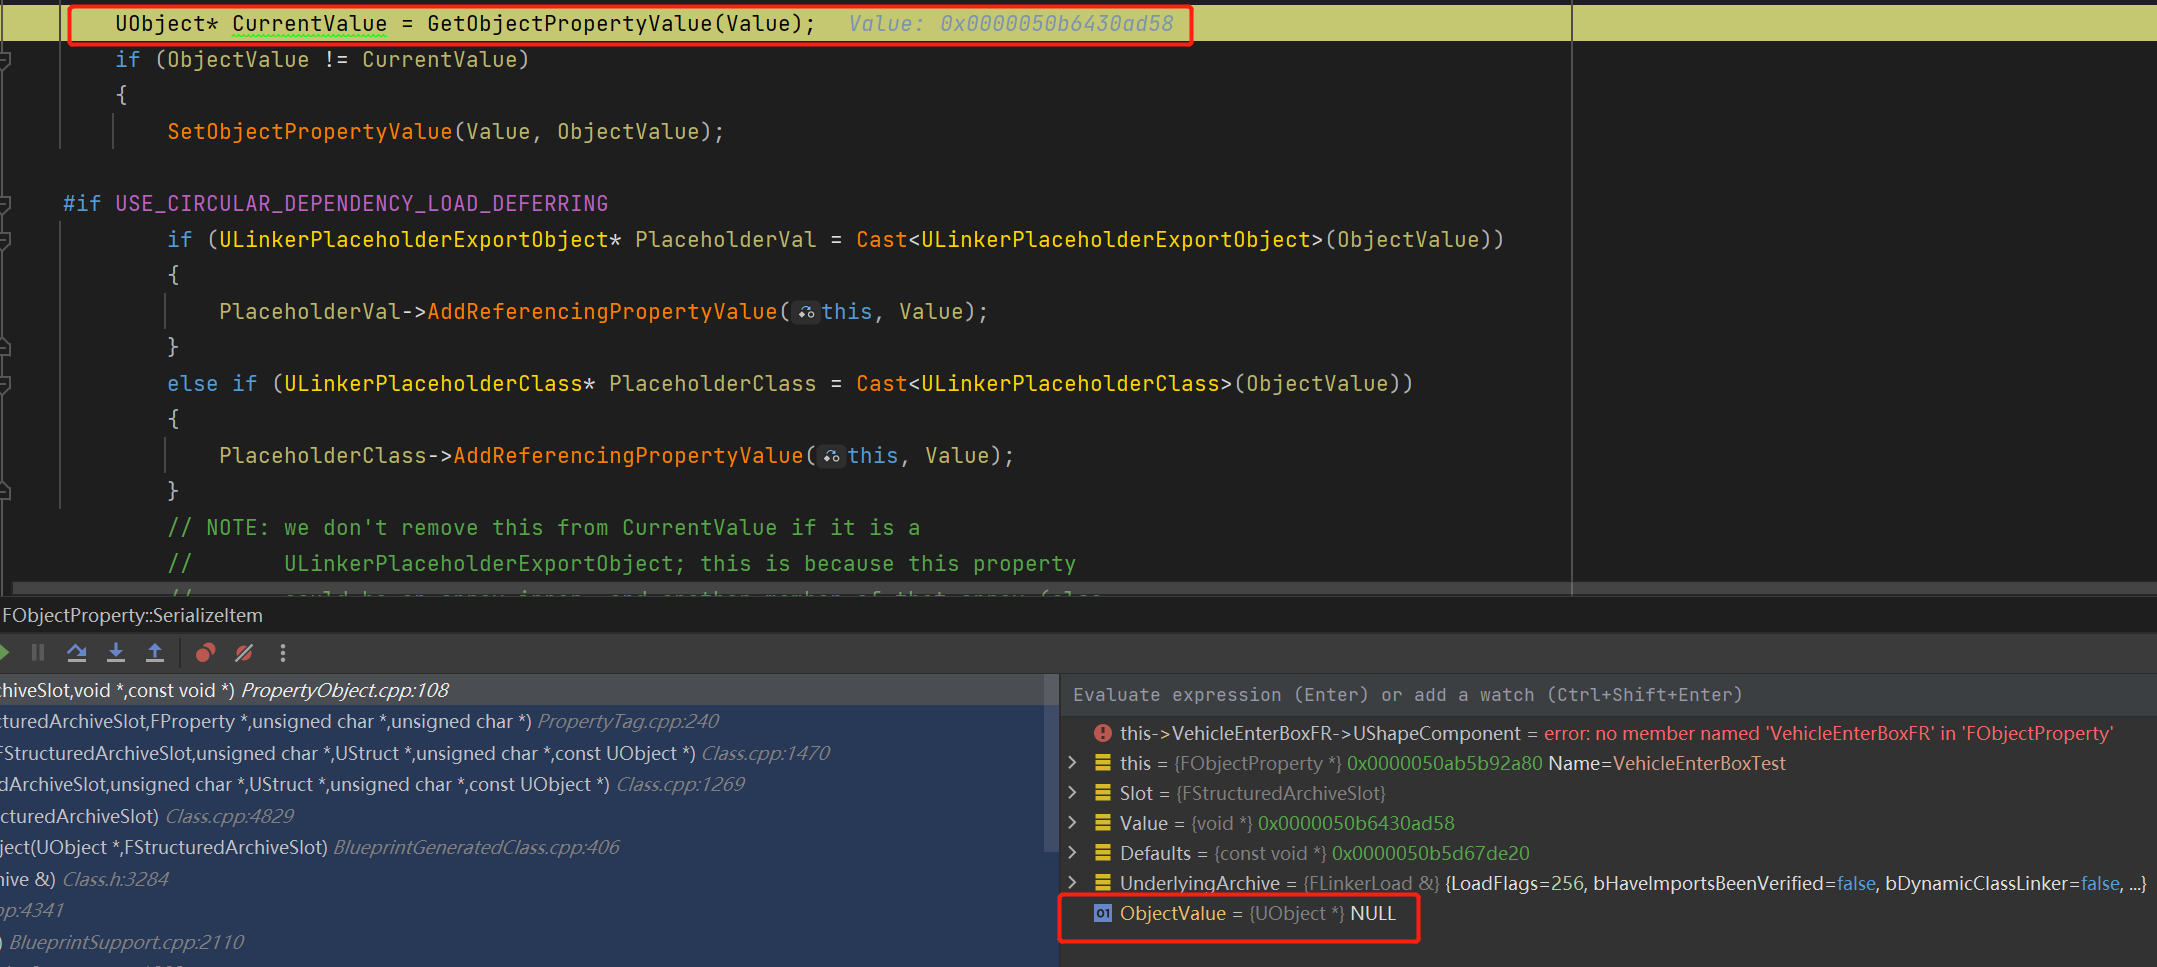 UObject* CurrentValue = GetObjectPropertyValue(Value);   Value: 0x0000050b6430ad58
if (ObjectValue != CurrentValue)
{
SetObjectPropertyValue(Value, ObjectValue);
#if USE_CIRCULAR_DEPENDENCY_LOAD_DEFERRING
if (ULinkerPlaceholderExportObject* PlaceholderVal = Cast<ULinkerPlaceholderExportObject>(ObjectValue))
{
PlaceholderVal->AddReferencingPropertyValue(this, Value);
}
else if (ULinkerPlaceholderClass* PlaceholderClass = Cast<ULinkerPlaceholderClass>(ObjectValue))
{
PlaceholderClass->AddReferencingPropertyValue(this, Value);
}
// NOTE: we don't remove this from CurrentValue if it is a
//       ULinkerPlaceholderExportObject; this is because this property
FObjectProperty::SerializeItem
chiveSlot,void *,const void *) PropertyObject.cpp:108
cturedArchiveSlot,FProperty *,unsigned char *,unsigned char *) PropertyTag.cpp:240
FStructuredArchiveSlot,unsigned char *,UStruct *,unsigned char *,const UObject *) Class.cpp:1470
edArchiveSlot,unsigned char *,UStruct *,unsigned char *,const UObject *) Class.cpp:1269
cturedArchiveSlot) Class.cpp:4829
ject(UObject *,FStructuredArchiveSlot) BlueprintGeneratedClass.cpp:406
hive &) Class.h:3284
pp:4341
) BlueprintSupport.cpp:2110
Evaluate expression (Enter) or add a watch (Ctrl+Shift+Enter)
this->VehicleEnterBoxFR->UShapeComponent = error: no member named 'VehicleEnterBoxFR' in 'FObjectProperty'
this = {FObjectProperty *} 0x0000050ab5b92a80 Name=VehicleEnterBoxTest
Slot = {FStructuredArchiveSlot}
Value = {void *} 0x0000050b6430ad58
Defaults = {const void *} 0x0000050b5d67de20
UnderlyingArchive = {FLinkerLoad &} {LoadFlags=256, bHaveImportsBeenVerified=false, bDynamicClassLinker=false, ...}
01 ObjectValue = {UObject *} NULL